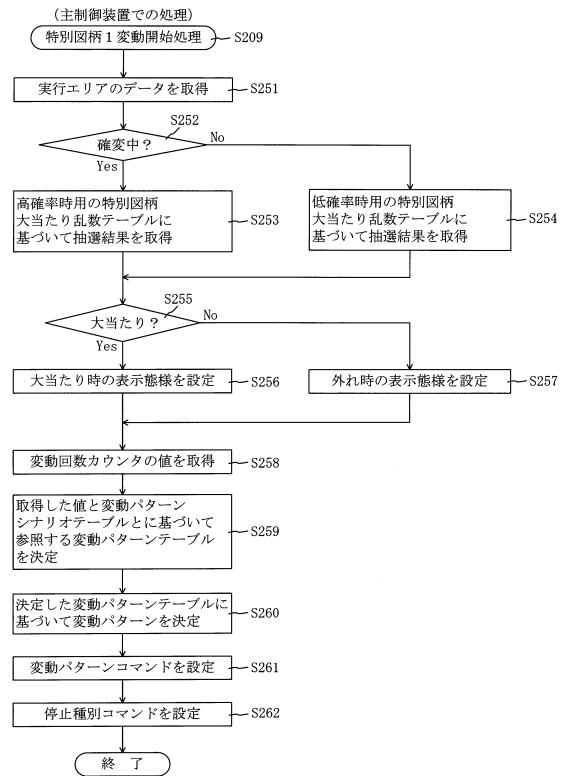 （主制御装置での処理）
特別図柄１変動開始処理
S209
実行エリアのデータを取得
S251
S252
確変中？
No
Yes
高確率時用の特別図柄
大当たり乱数テーブルに
基づいて抽選結果を取得
S253
低確率時用の特別図柄
大当たり乱数テーブルに
基づいて抽選結果を取得
S254
S255
大当たり？
No
Yes
大当たり時の表示態様を設定
S256
外れ時の表示態様を設定
S257
変動回数カウンタの値を取得
S258
取得した値と変動パターン
シナリオテーブルとに基づいて
参照する変動パターンテーブル
を決定
S259
決定した変動パターンテーブルに
基づいて変動パターンを決定
S260
変動パターンコマンドを設定
S261
停止種別コマンドを設定
S262
終　了